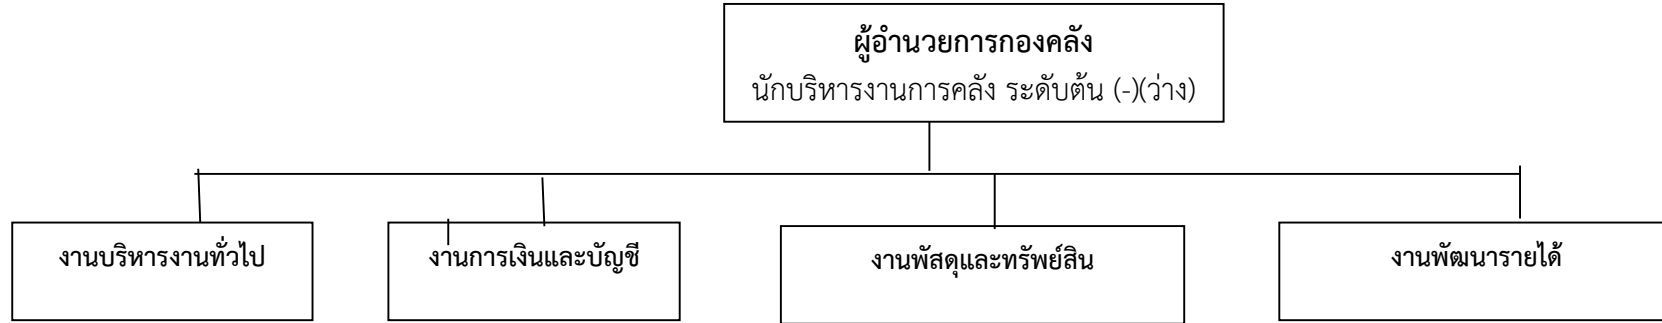 ผู้อำนวยการกองคลัง
นักบริหารงานการคลัง ระดับต้น (-)(ว่าง)
งานบริหารงานทั่วไป
งานการเงินและบัญชี
งานพัสดุและทรัพย์สิน
งานพัฒนารายได้